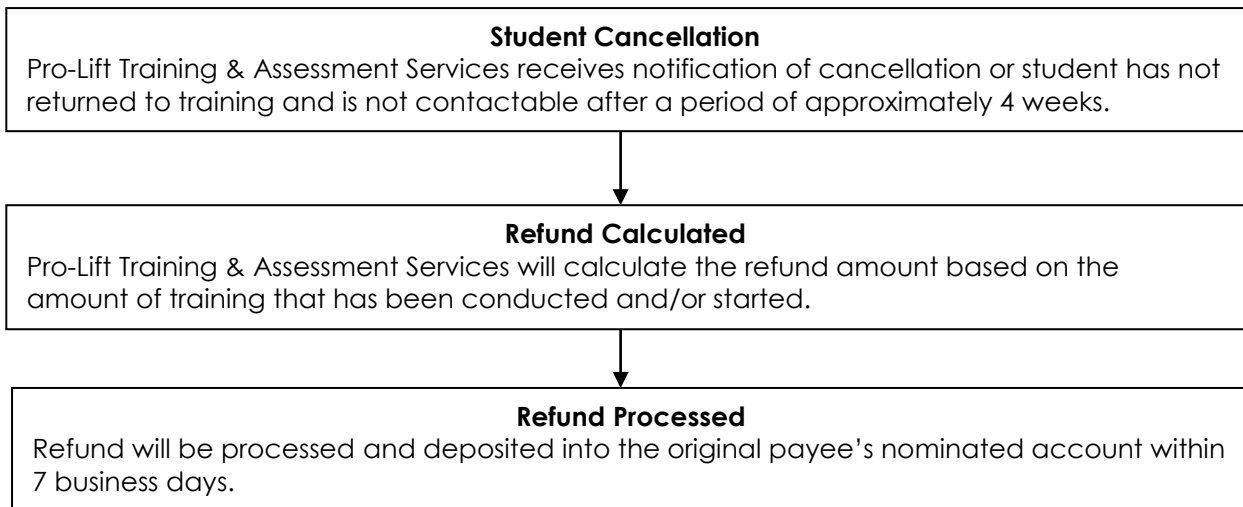 Student Cancellation
Pro-Lift Training & Assessment Services receives notification of cancellation or student has not
returned to training and is not contactable after a period of approximately 4 weeks.
Refund Calculated
Pro-Lift Training & Assessment Services will calculate the refund amount based on the
amount of training that has been conducted and/or started.
Refund Processed
Refund will be processed and deposited into the original payee’s nominated account within
7 business days.